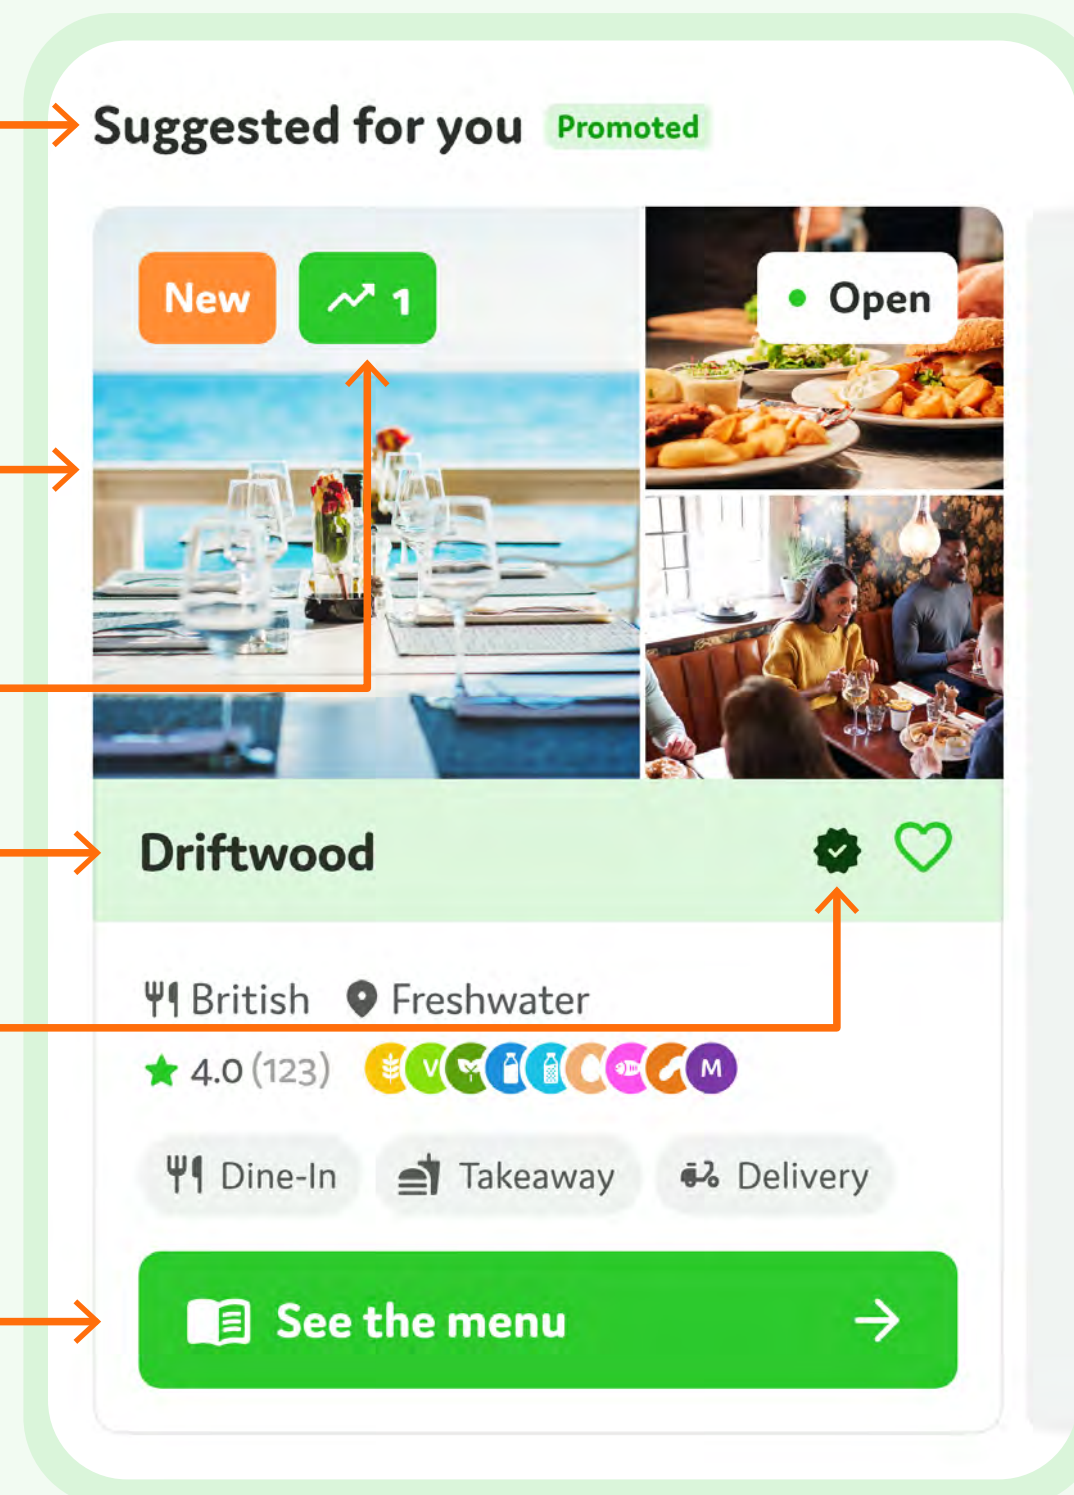 Suggested for you Promoted
New 1 Open
Driftwood
British Freshwater
4.0 (123) V M
Dine-In Takeaway Delivery
See the menu